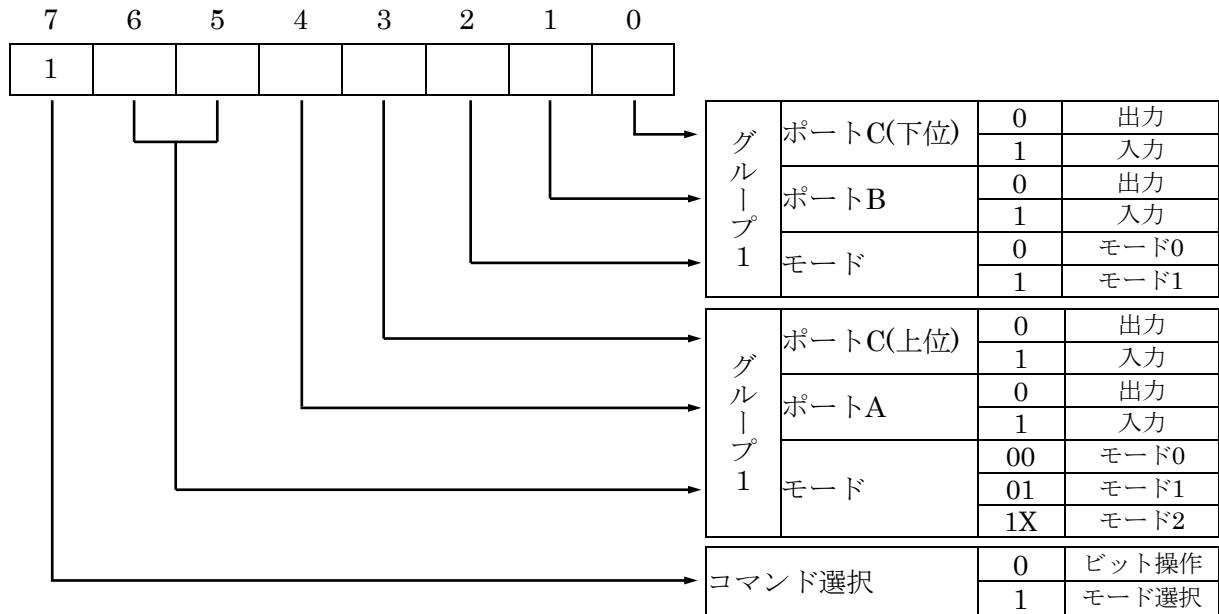 7 6 5 4 3 2 1 0
1
グループ1
ポートC(下位)
0 出力
1 入力
ポートB
0 出力
1 入力
モード
0 モード0
1 モード1
グループ1
ポートC(上位)
0 出力
1 入力
ポートA
0 出力
1 入力
モード
00 モード0
01 モード1
1X モード2
コマンド選択
0 ビット操作
1 モード選択